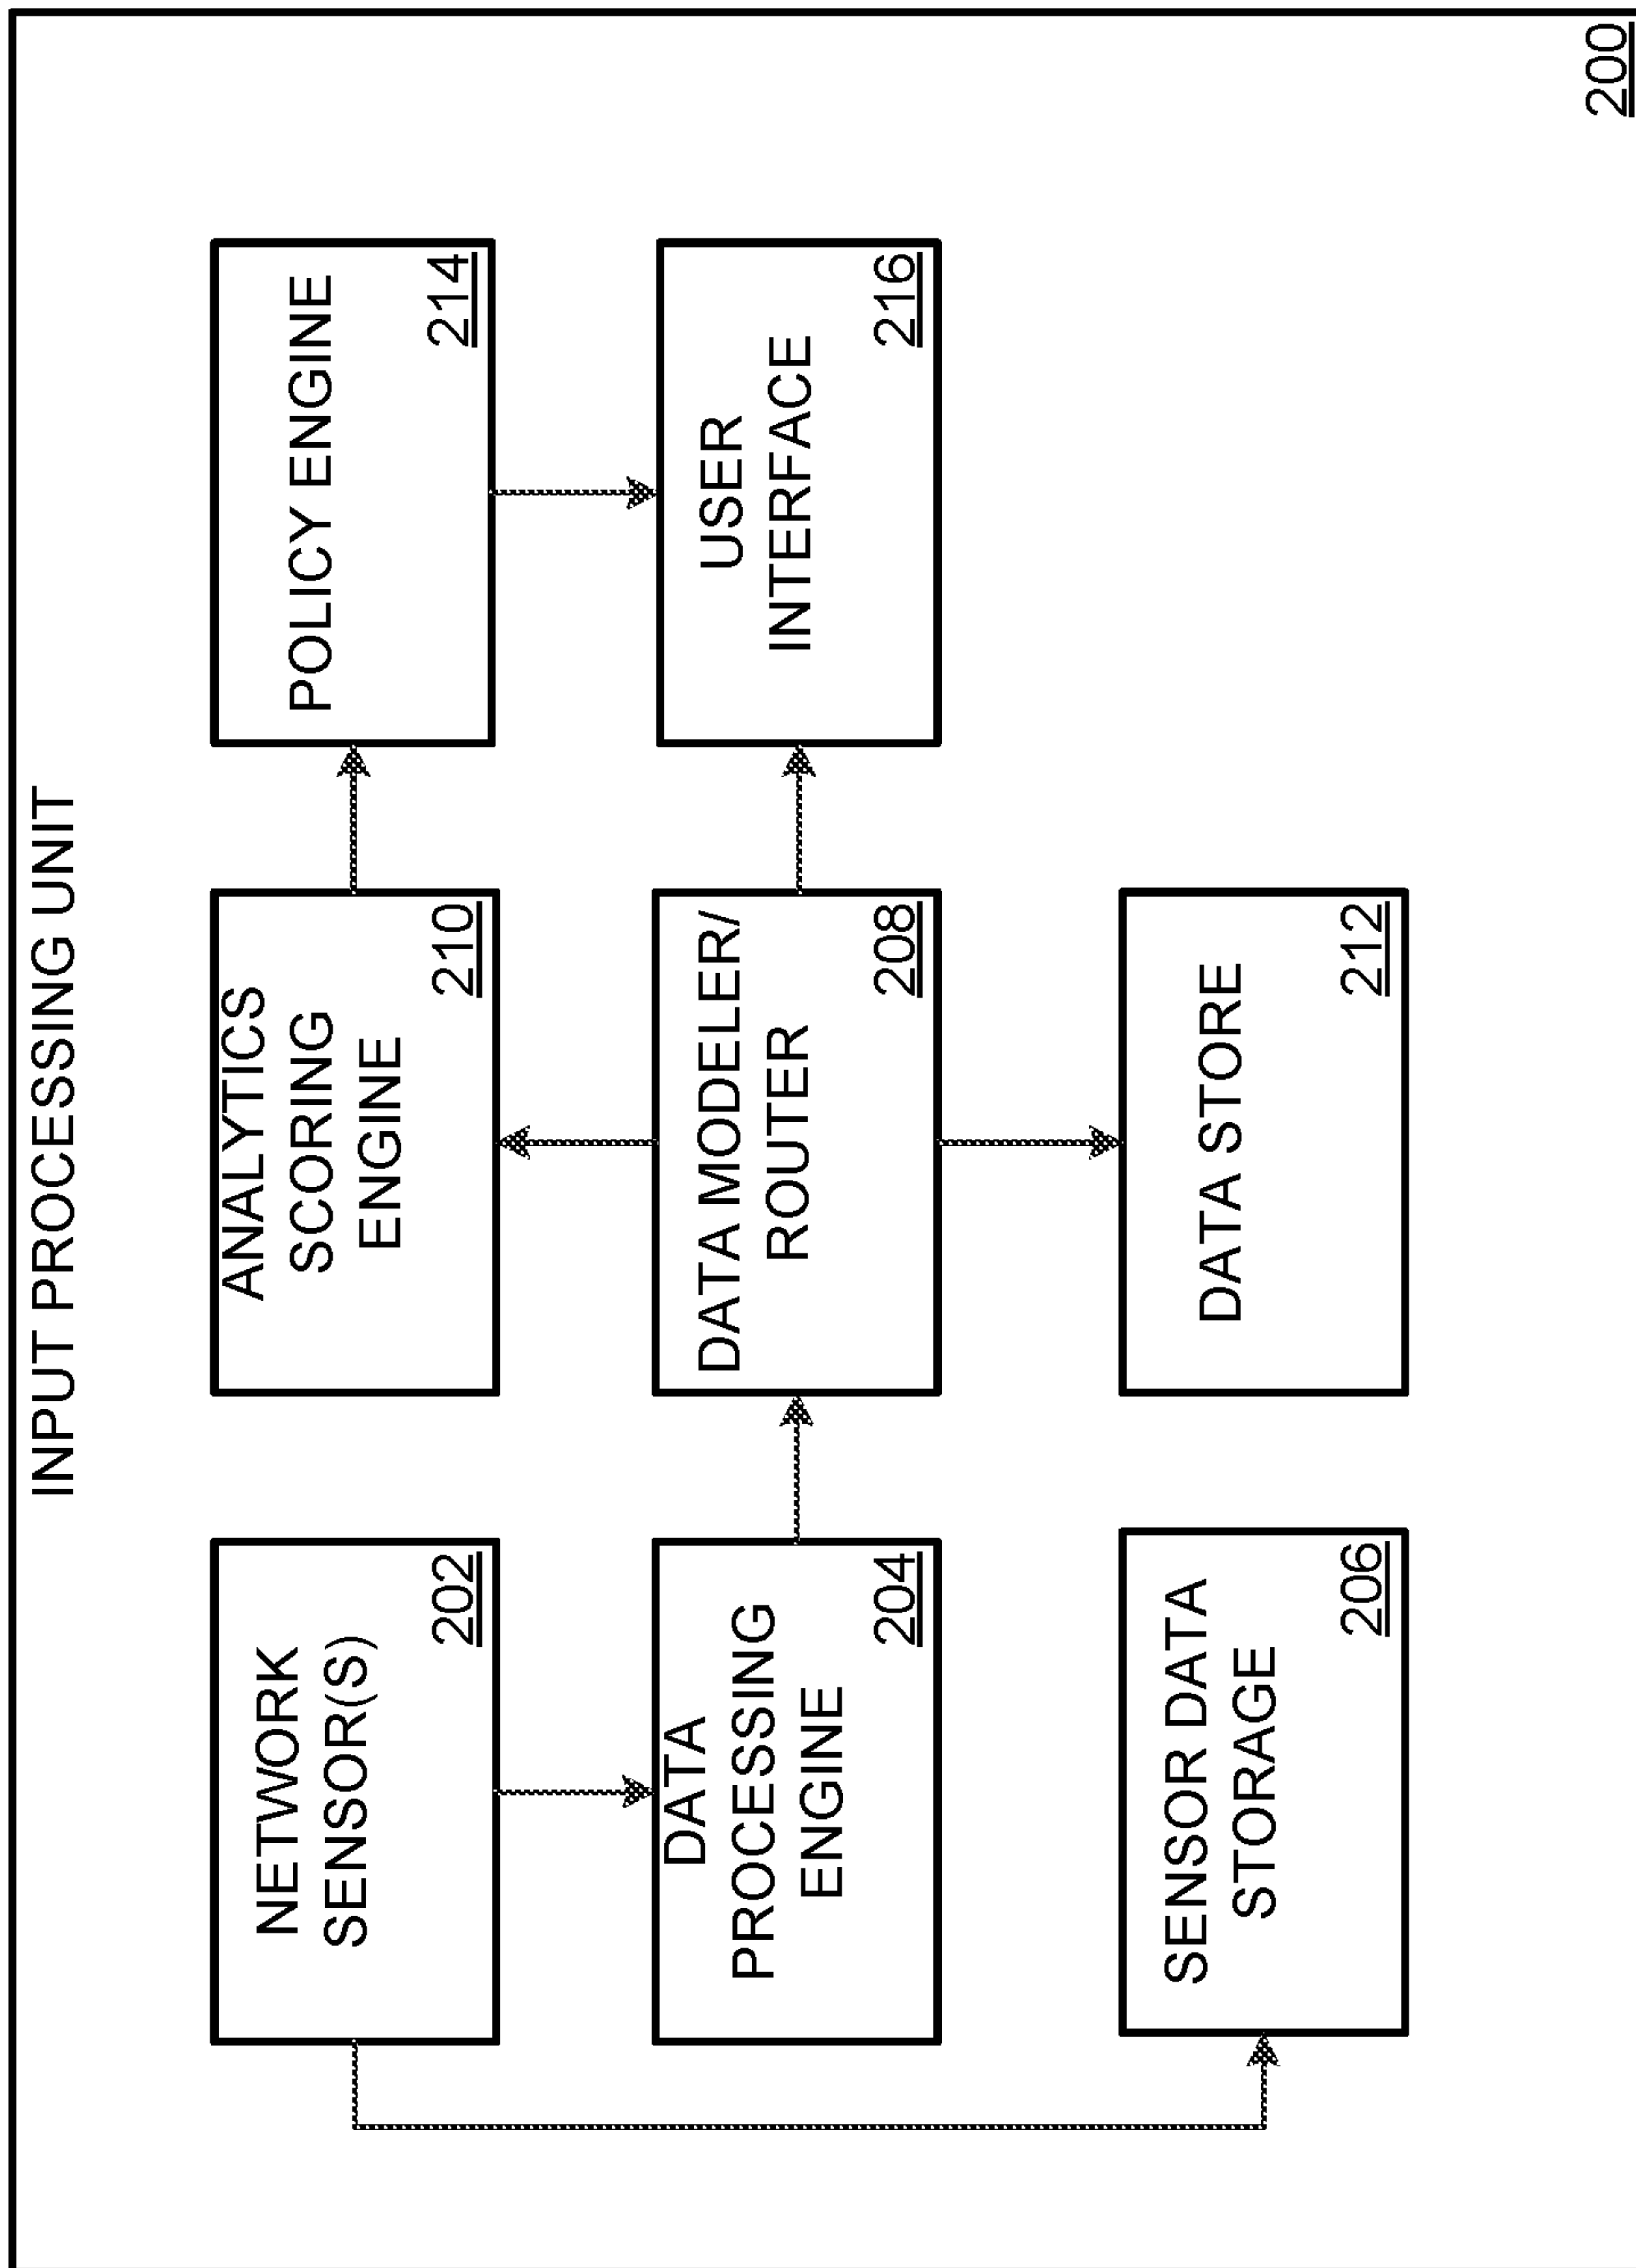 INPUT PROCESSING UNIT
NETWORK
SENSOR(S)
202
ANALYTICS
SCORING
ENGINE
210
POLICY ENGINE
214
DATA
PROCESSING
ENGINE
204
DATA MODELER/
ROUTER
208
USER
INTERFACE
216
SENSOR DATA
STORAGE
206
DATA STORE
212
200